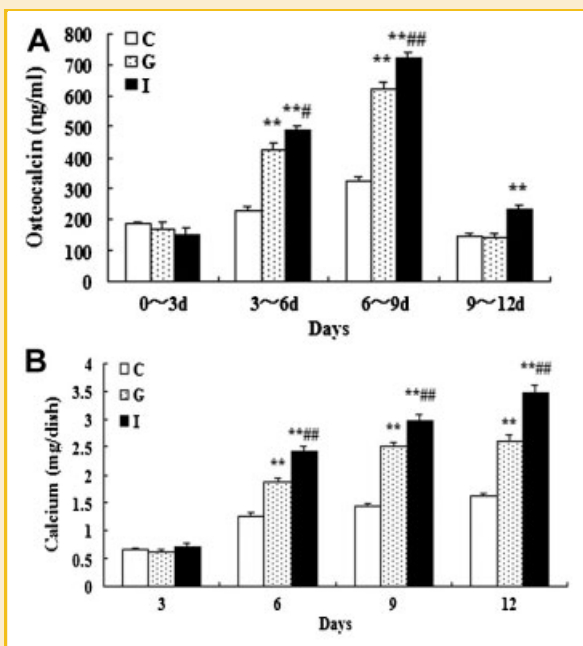 A
C
G
I
Osteocalcin (ng/ml)
800
700
600
500
400
300
200
100
0
**
**#
**
**##
**
0～3d 3～6d 6～9d 9～12d
Days
B
C
G
I
Calcium (mg/dish)
4
3.5
3
2.5
2
1.5
1
0.5
0
**
**##
**
**##
**
**##
3 6 9 12
Days